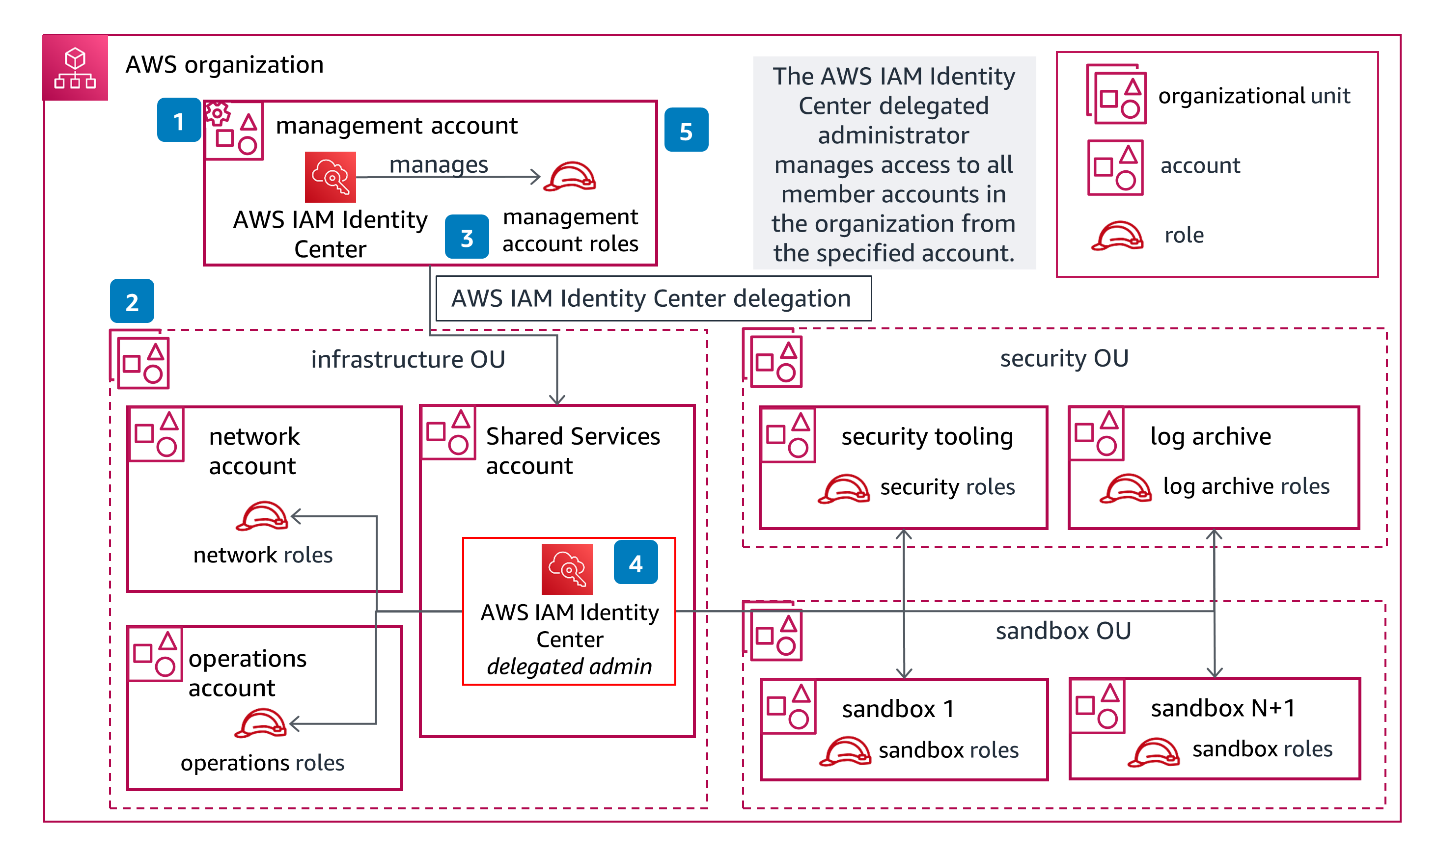 AWS organization
1
management account
manages
AWS IAM Identity
Center
3
management
account roles
5
The AWS IAM Identity
Center delegated
administrator
manages access to all
member accounts in
the organization from
the specified account.
organizational unit
account
role
AWS IAM Identity Center delegation
2
infrastructure OU
network
account
network roles
Shared Services
account
4
AWS IAM Identity
Center
delegated admin
operations
account
operations roles
security OU
security tooling
security roles
log archive
log archive roles
sandbox OU
sandbox 1
sandbox roles
sandbox N+1
sandbox roles